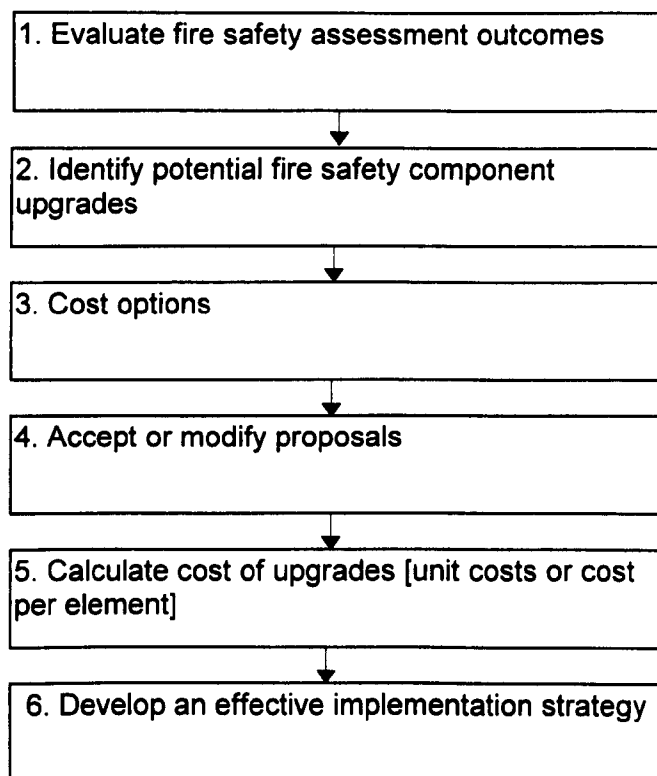 1. Evaluate fire safety assessment outcomes
2. Identify potential fire safety component
upgrades
3. Cost options
4. Accept or modify proposals
5. Calculate cost of upgrades [unit costs or cost
per element]
6. Develop an effective implementation strategy